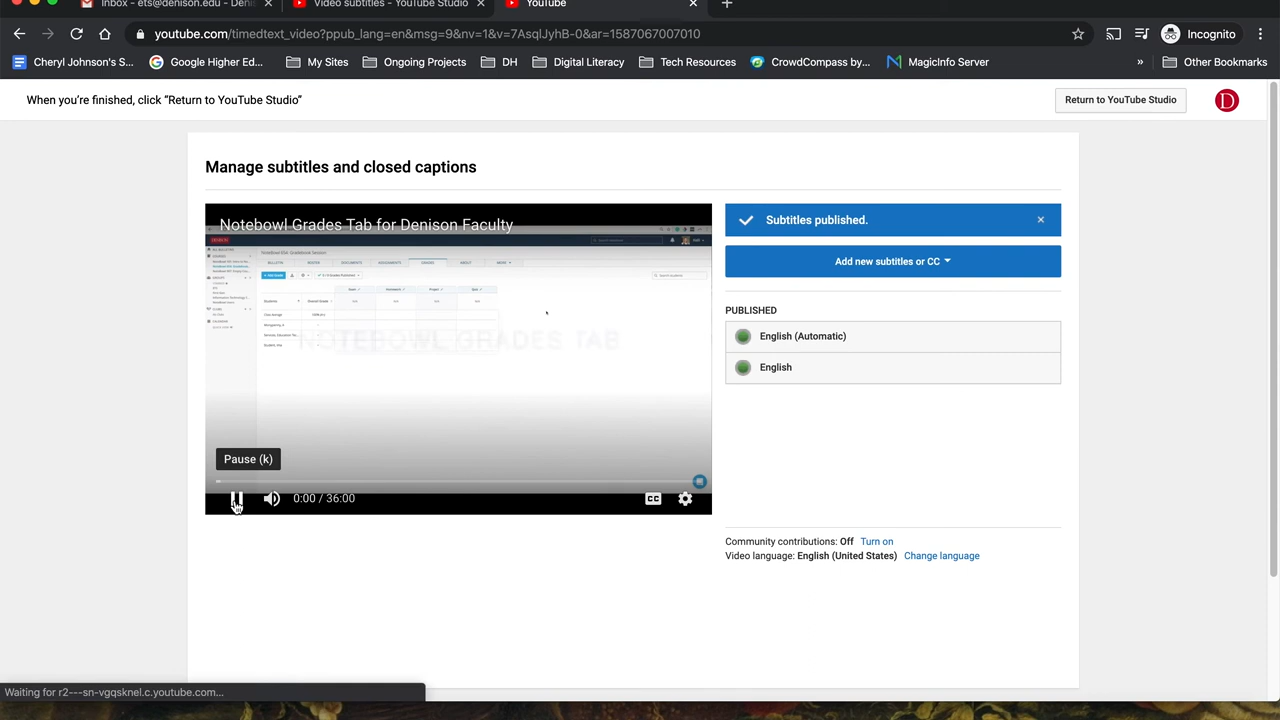 Inbox - ets@denison.edu - Deni
Video subtitles - YouTube Studio
YouTube
youtube.com/timedtext_video?ppub_lang=en&msg=9&nv=1&v=7AsqlJyhB-0&ar=1587067007010
Incognito
Cheryl Johnson's S...
Google Higher Ed...
My Sites
Ongoing Projects
DH
Digital Literacy
Tech Resources
CrowdCompass by...
MagicInfo Server
»
Other Bookmarks
When you're finished, click "Return to YouTube Studio"
Return to YouTube Studio
D
Manage subtitles and closed captions
Notebowl Grades Tab for Denison Faculty
NOTEBOWL GRADES TAB
Pause (k)
0:00 / 36:00
CC
Subtitles published.
Add new subtitles or CC
PUBLISHED
English (Automatic)
English
Community contributions: Off Turn on
Video language: English (United States) Change language
Waiting for r2---sn-vgqsknel.c.youtube.com...